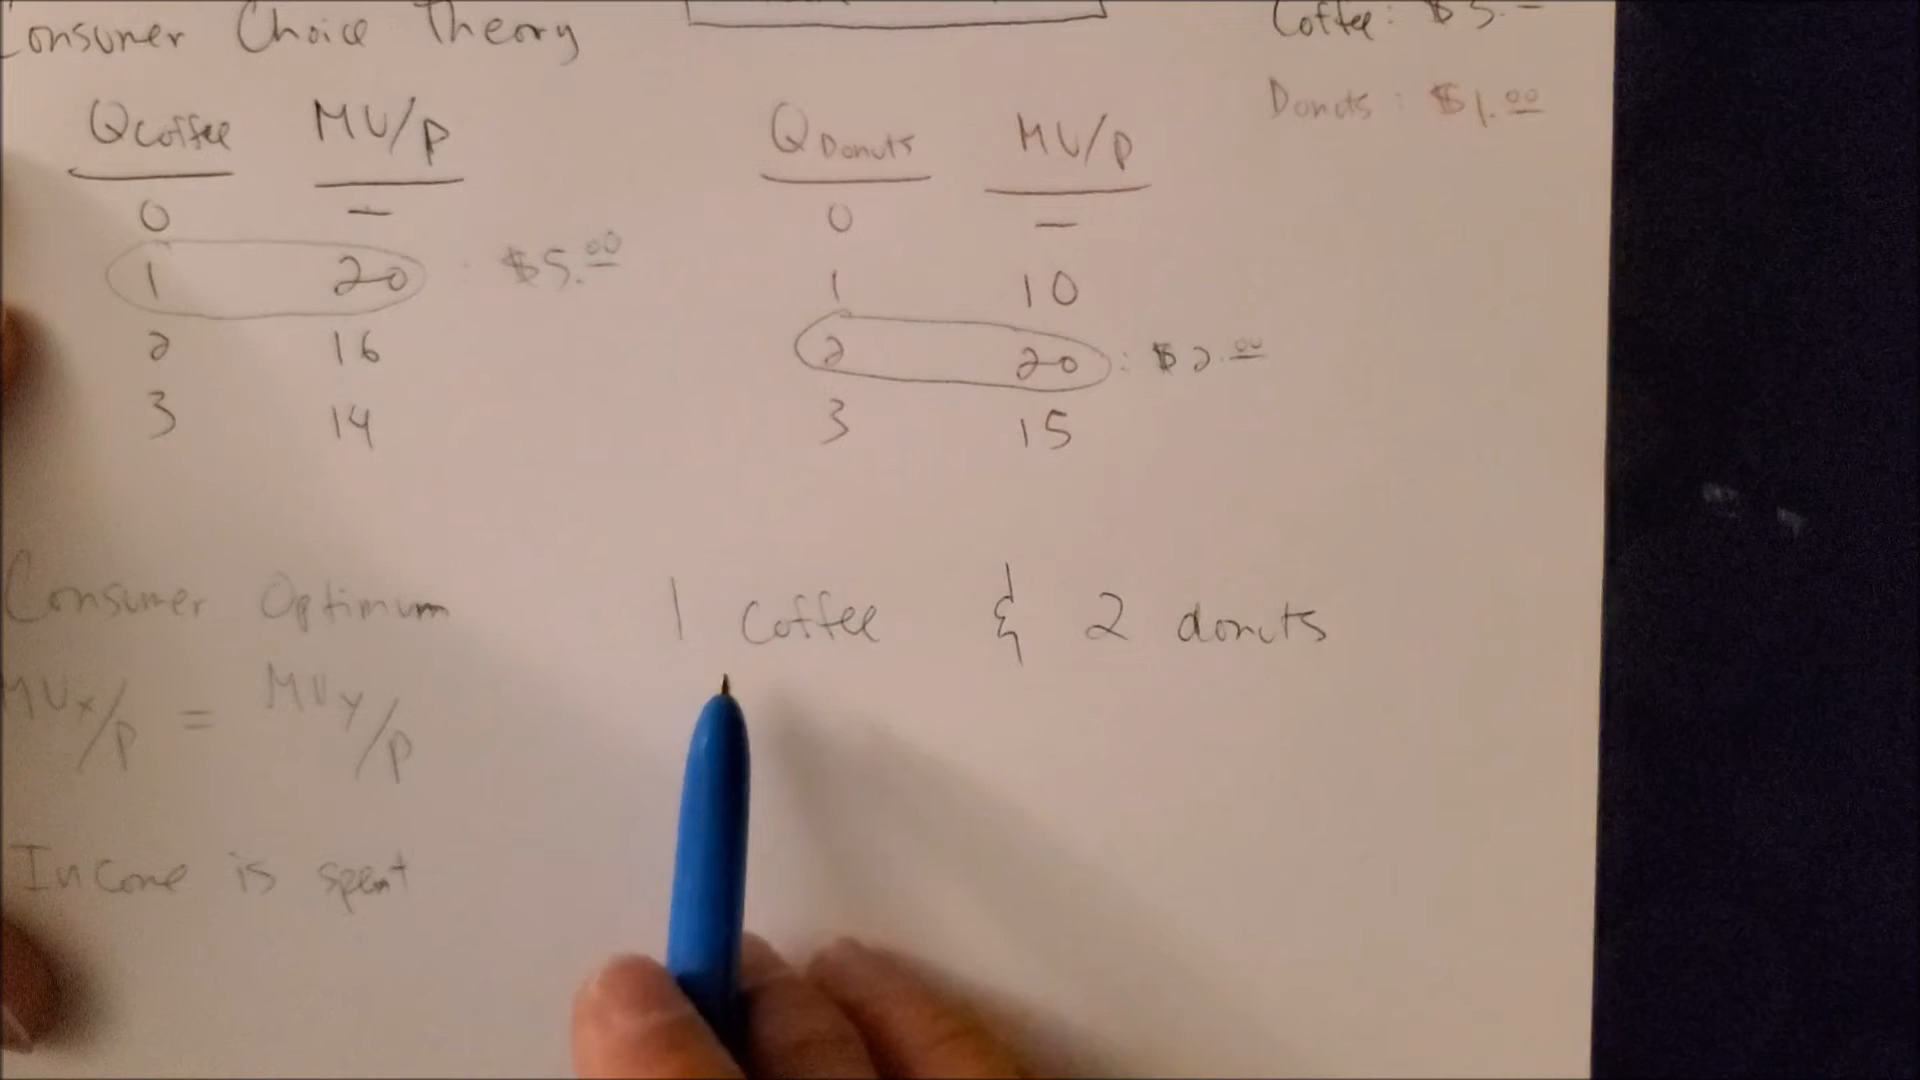 Consumer Choice Theory
Coffee: $5.-
Donuts: $1.00
QCoffee MU/P QDonuts MU/P
0 — 0 —
1 20 : $5.00 1 10
2 16 2 20 : $2.00
3 14 3 15
Consumer Optimum 1 Coffee & 2 donuts
MUx/P = MUy/P
Income is spent